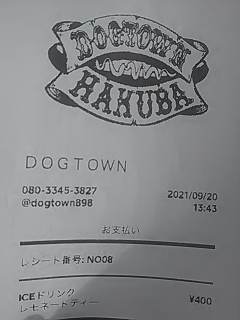 DOGTOWN
HAKUBA
DOGTOWN
080-3345-3827
@dogtown898
2021/09/20
13:43
お支払い
レシート番号: NO08
ICEドリンク
レモネードティー
¥400